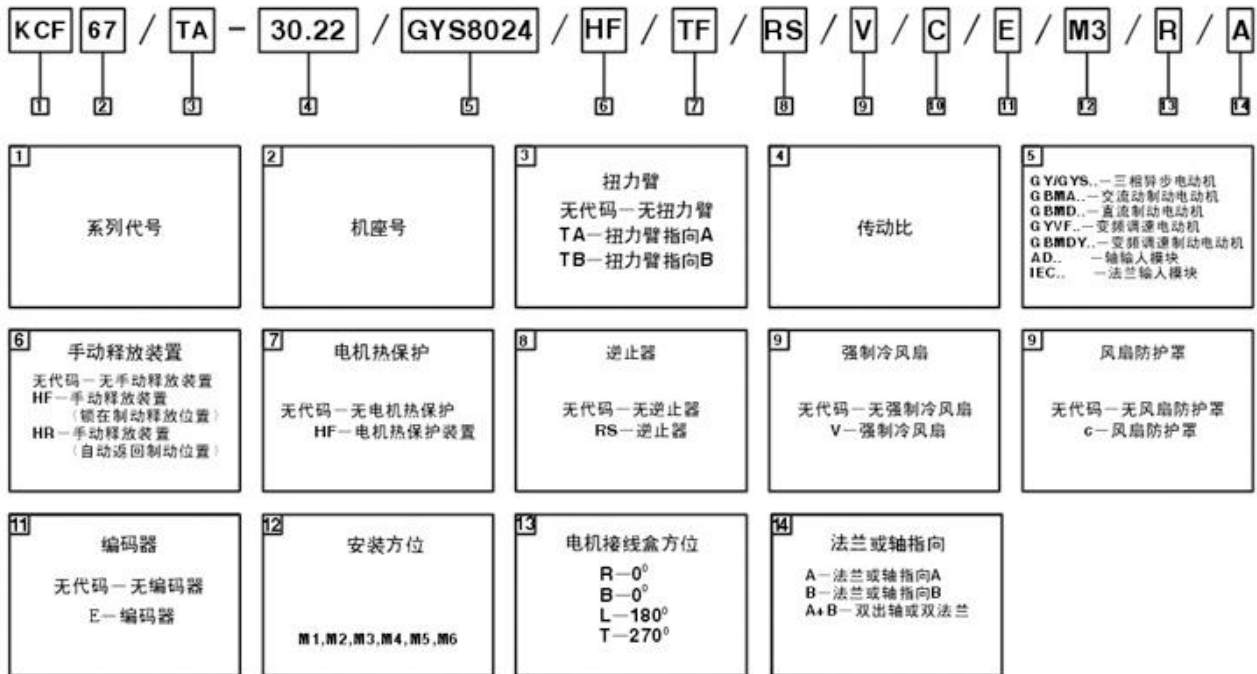 KCF 67 / TA - 30.22 / GYS8024 / HF / TF / RS / V / C / E / M3 / R / A
1 2 3 4 5 6 7 8 9 10 11 12 13 14
1
系列代号
2
机座号
3
扭力臂
无代码—无扭力臂
TA—扭力臂指向A
TB—扭力臂指向B
4
传动比
5
GY/GYS..—三相异步电动机
GBMA..—交流动制动电动机
GBMD..—直流制动电动机
GYVF..—变频调速电动机
GBMDY..—变频调速制动电动机
AD.. —轴输人模块
IEC.. —法兰输人模块
6
手动释放装置
无代码—无手动释放装置
HF—手动释放装置
(锁在制动释放位置)
HR—手动释放装置
(自动返回制动位置)
7
电机热保护
无代码—无电机热保护
HF—电机热保护装置
8
逆止器
无代码—无逆止器
RS—逆止器
9
强制冷风扇
无代码—无强制冷风扇
V—强制冷风扇
9
风扇防护罩
无代码—无风扇防护罩
c—风扇防护罩
11
编码器
无代码—无编码器
E—编码器
12
安装方位
M1,M2,M3,M4,M5,M6
13
电机接线盒方位
R—0⁰
B—0⁰
L—180⁰
T—270⁰
14
法兰或轴指向
A—法兰或轴指向A
B—法兰或轴指向B
A+B—双出轴或双法兰